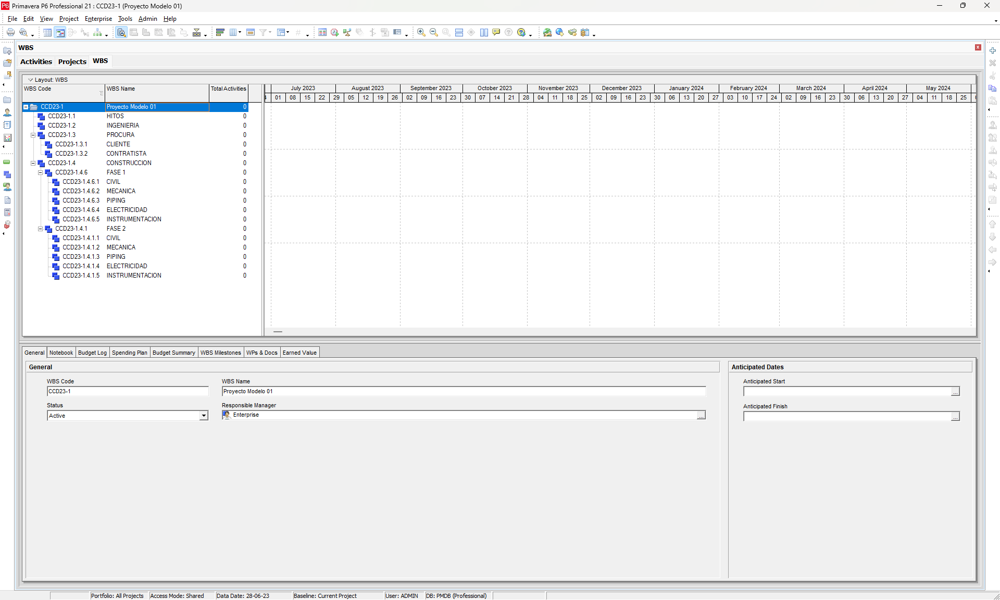 Primavera P6 Professional 21 : CCD23-1 (Proyecto Modelo 01)
File Edit View Project Enterprise Tools Admin Help
WBS
Activities Projects WBS
Layout: WBS
WBS Code WBS Name Total Activities
July 2023 August 2023 September 2023 October 2023 November 2023 December 2023 January 2024 February 2024 March 2024 April 2024 May 2024
01 08 15 22 29 05 12 19 26 02 09 16 23 30 07 14 21 28 04 11 18 25 02 09 16 23 30 06 13 20 27 03 10 17 24 02 09 16 23 30 06 13 20 27 04 11 18 25
CCD23-1 Proyecto Modelo 01 0
CCD23-1.1 HITOS 0
CCD23-1.2 INGENIERIA 0
CCD23-1.3 PROCURA 0
CCD23-1.3.1 CLIENTE 0
CCD23-1.3.2 CONTRATISTA 0
CCD23-1.4 CONSTRUCCION 0
CCD23-1.4.6 FASE 1 0
CCD23-1.4.6.1 CIVIL 0
CCD23-1.4.6.2 MECANICA 0
CCD23-1.4.6.3 PIPING 0
CCD23-1.4.6.4 ELECTRICIDAD 0
CCD23-1.4.6.5 INSTRUMENTACION 0
CCD23-1.4.1 FASE 2 0
CCD23-1.4.1.1 CIVIL 0
CCD23-1.4.1.2 MECANICA 0
CCD23-1.4.1.3 PIPING 0
CCD23-1.4.1.4 ELECTRICIDAD 0
CCD23-1.4.1.5 INSTRUMENTACION 0
General Notebook Budget Log Spending Plan Budget Summary WBS Milestones WPs & Docs Earned Value
General
WBS Code WBS Name
CCD23-1 Proyecto Modelo 01
Status Responsible Manager
Active Enterprise
Anticipated Dates
Anticipated Start
Anticipated Finish
Portfolio: All Projects Access Mode: Shared Data Date: 28-06-23 Baseline: Current Project User: ADMIN DB: PMDB (Professional)